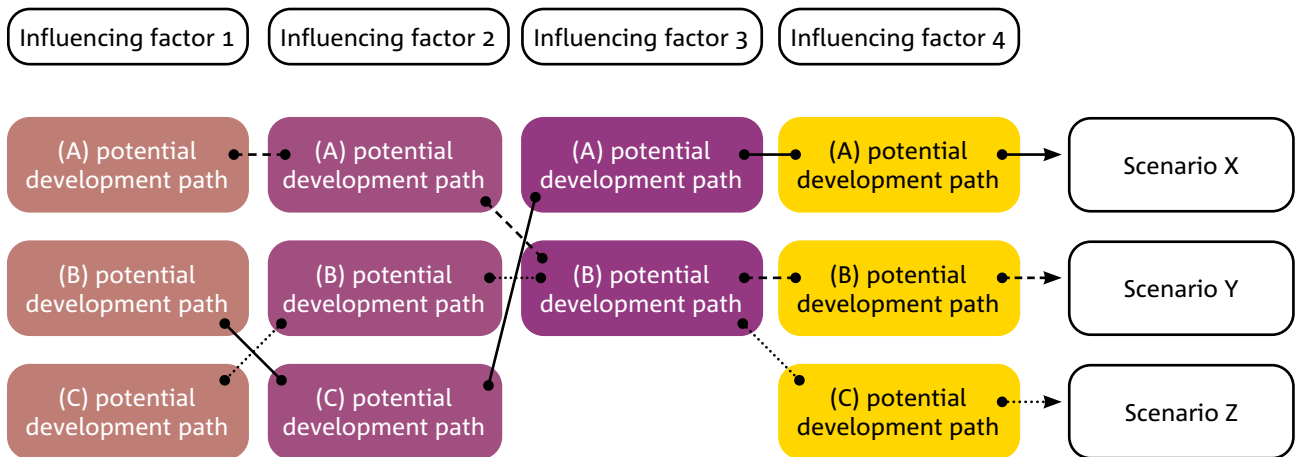 Influencing factor 1
Influencing factor 2
Influencing factor 3
Influencing factor 4
(A) potential
development path
(A) potential
development path
(A) potential
development path
(A) potential
development path
Scenario X
(B) potential
development path
(B) potential
development path
(B) potential
development path
(B) potential
development path
Scenario Y
(C) potential
development path
(C) potential
development path
(C) potential
development path
Scenario Z